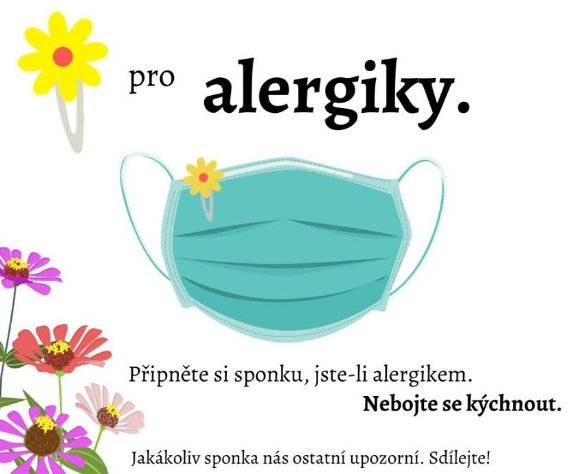 pro alergiky.
Připněte si sponku, jste-li alergikem.
Nebojte se kýchnout.
Jakákoliv sponka nás ostatní upozorní. Sdílejte!